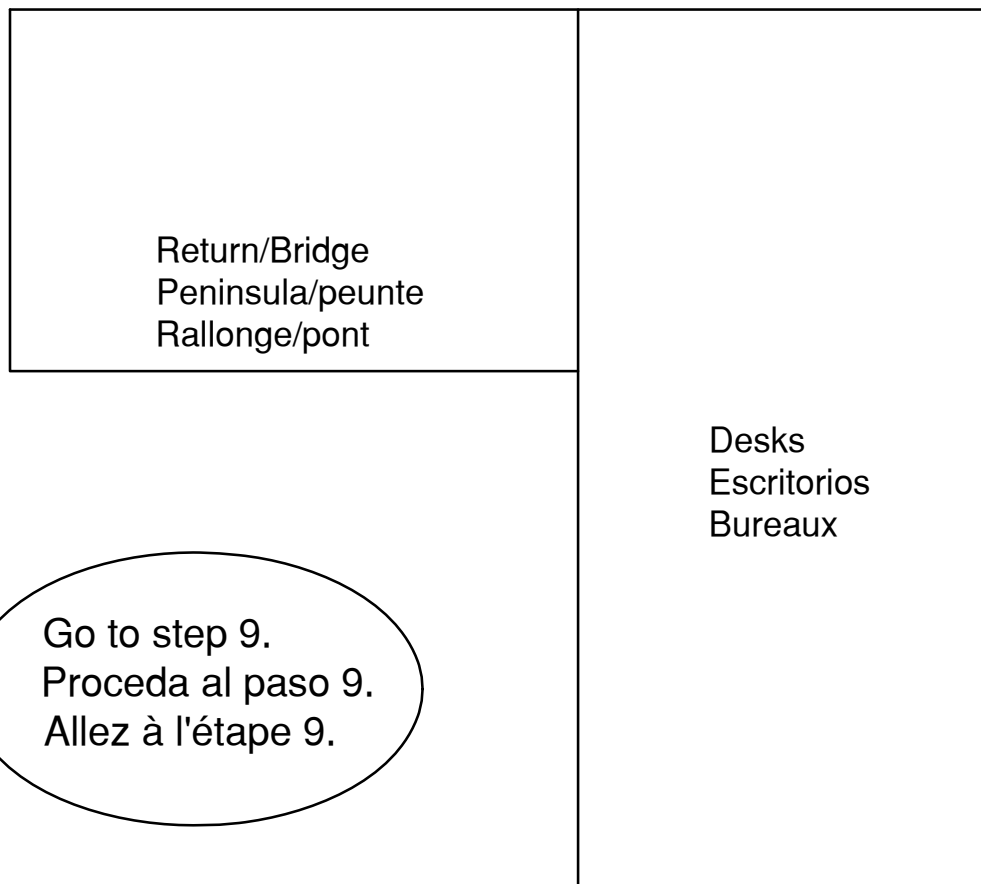 Return/Bridge
Peninsula/peunte
Rallonge/pont
Desks
Escritorios
Bureaux
Go to step 9.
Proceda al paso 9.
Allez à l'étape 9.